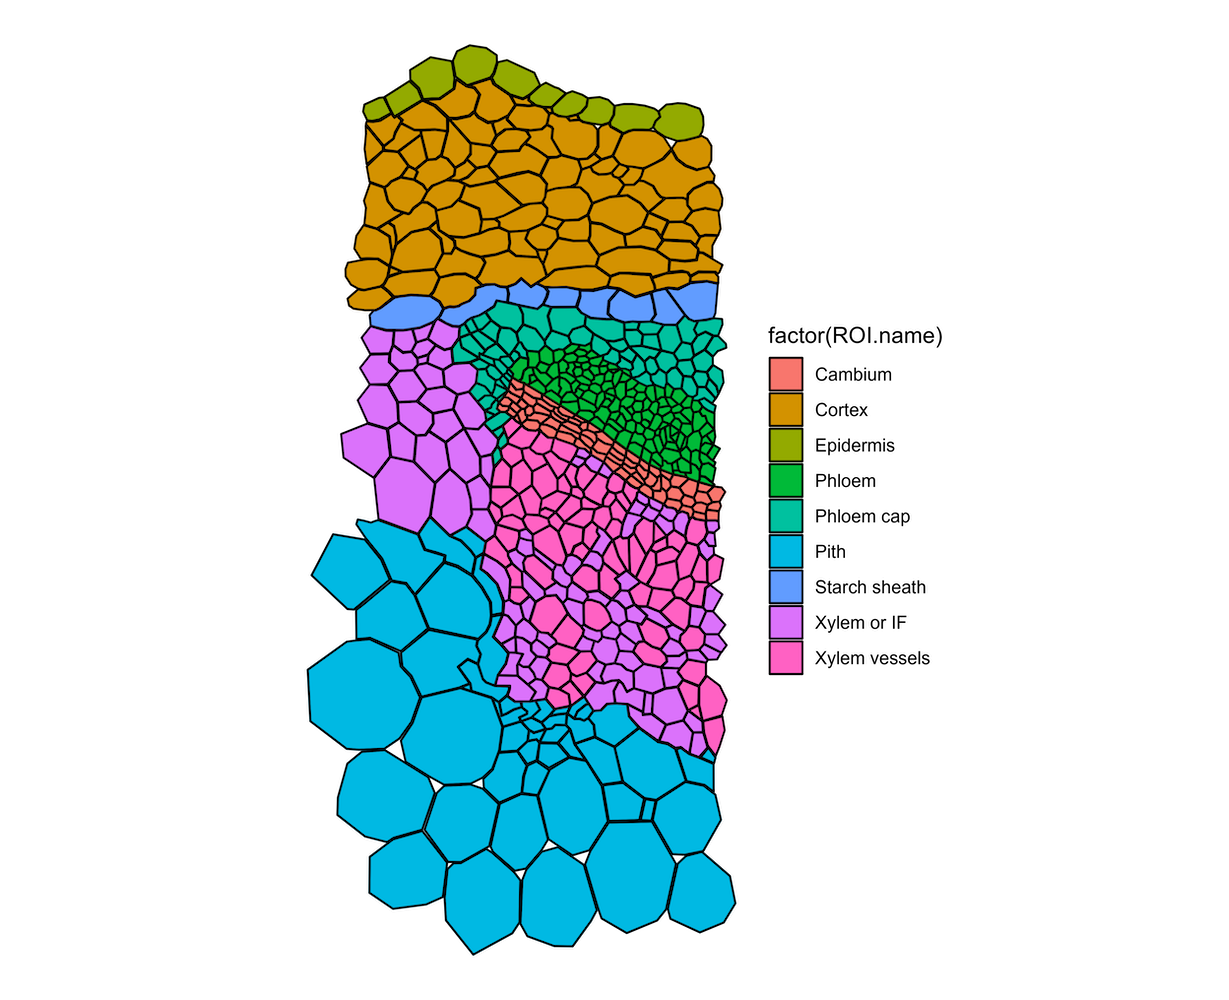 factor(ROI.name)
Cambium
Cortex
Epidermis
Phloem
Phloem cap
Pith
Starch sheath
Xylem or IF
Xylem vessels